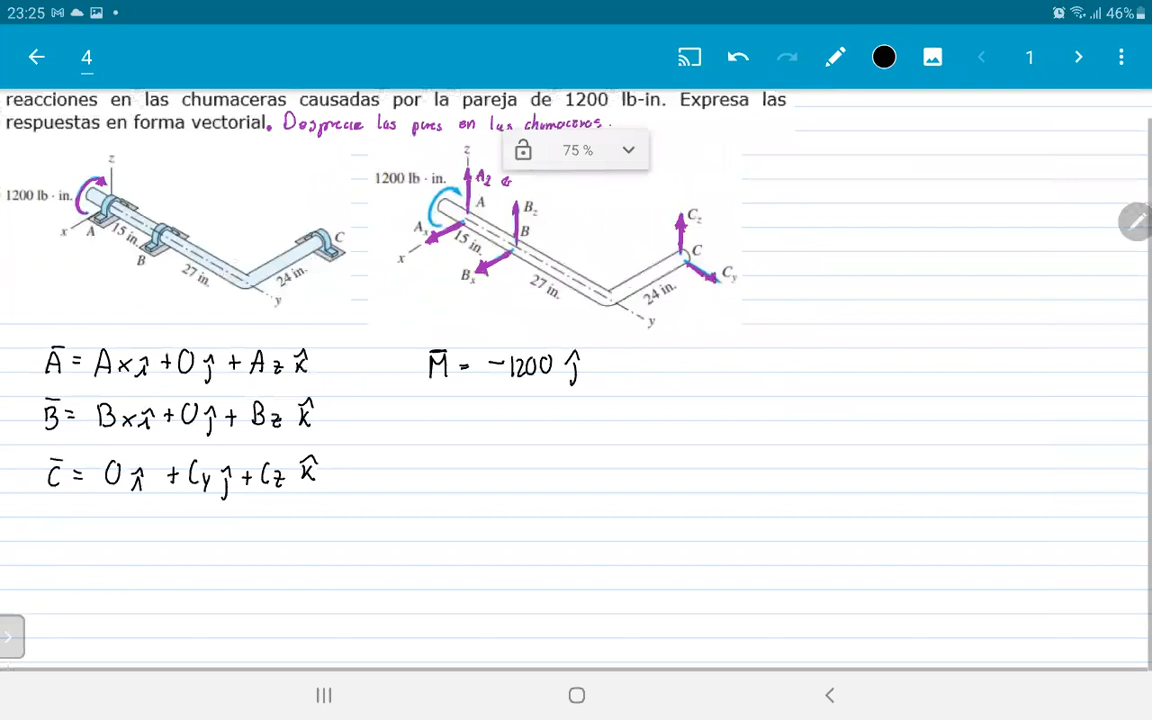 23:25 46%
4 1
reacciones en las chumaceras causadas por la pareja de 1200 lb-in. Expresa las
respuestas en forma vectorial. Desprecie los pares en las chumaceras.
75 %
z
1200 lb · in.
x
A
15 in.
B
27 in.
24 in.
C
y
z
1200 lb · in.
Az
A
Ax
x
15 in.
Bz
B
Bx
27 in.
Cz
C
Cy
24 in.
y
A̅ = Ax î + 0 ĵ + Az k̂
M̅ = -1200 ĵ
B̅ = Bx î + 0 ĵ + Bz k̂
C̅ = 0 î + Cy ĵ + Cz k̂